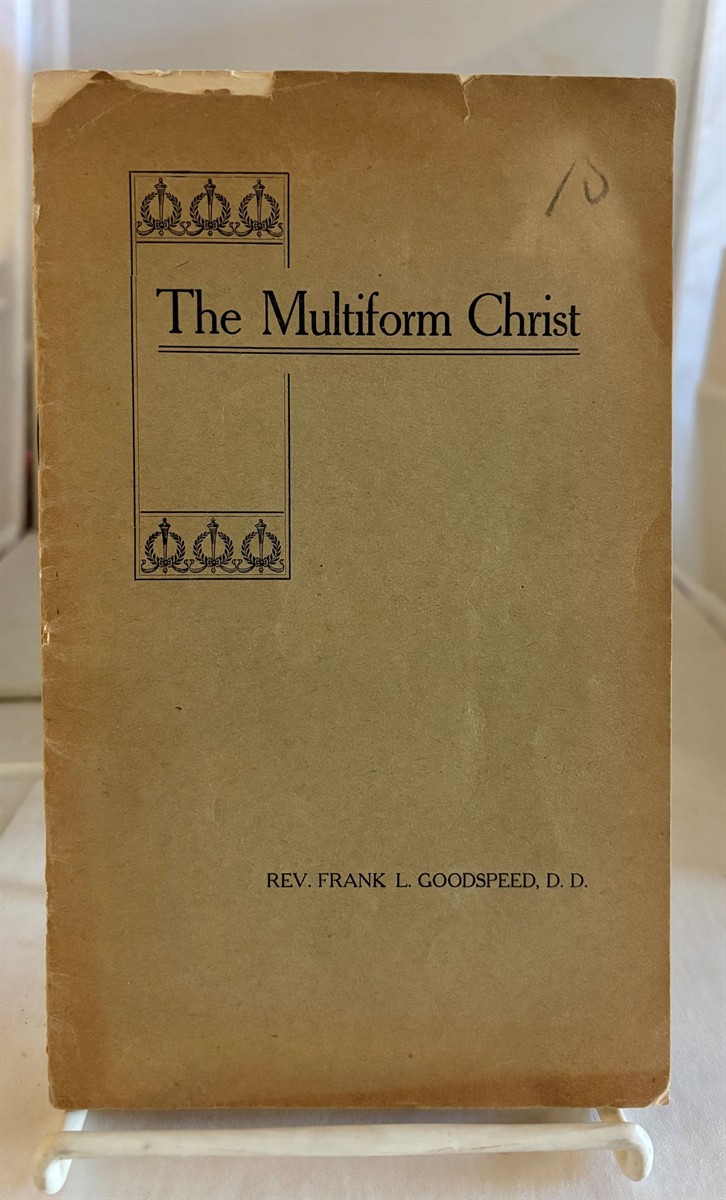 10
The Multiform Christ
REV. FRANK L. GOODSPEED, D. D.